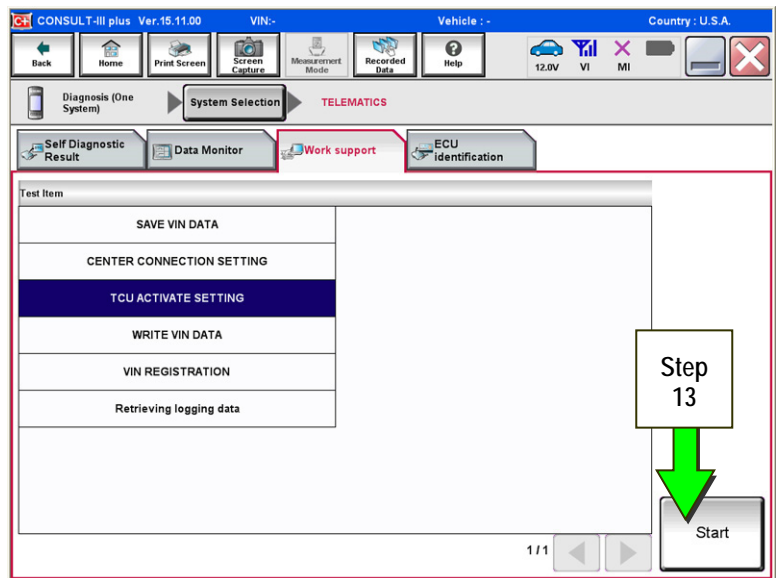 CONSULT-III plus Ver.15.11.00 VIN:- Vehicle : - Country : U.S.A.
Back Home Print Screen Screen Capture Measurement Mode Recorded Data Help 12.0V VI MI
Diagnosis (One System) System Selection TELEMATICS
Self Diagnostic Result Data Monitor Work support ECU identification
Test Item
SAVE VIN DATA
CENTER CONNECTION SETTING
TCU ACTIVATE SETTING
WRITE VIN DATA
VIN REGISTRATION
Retrieving logging data
Step
13
Start
1/1